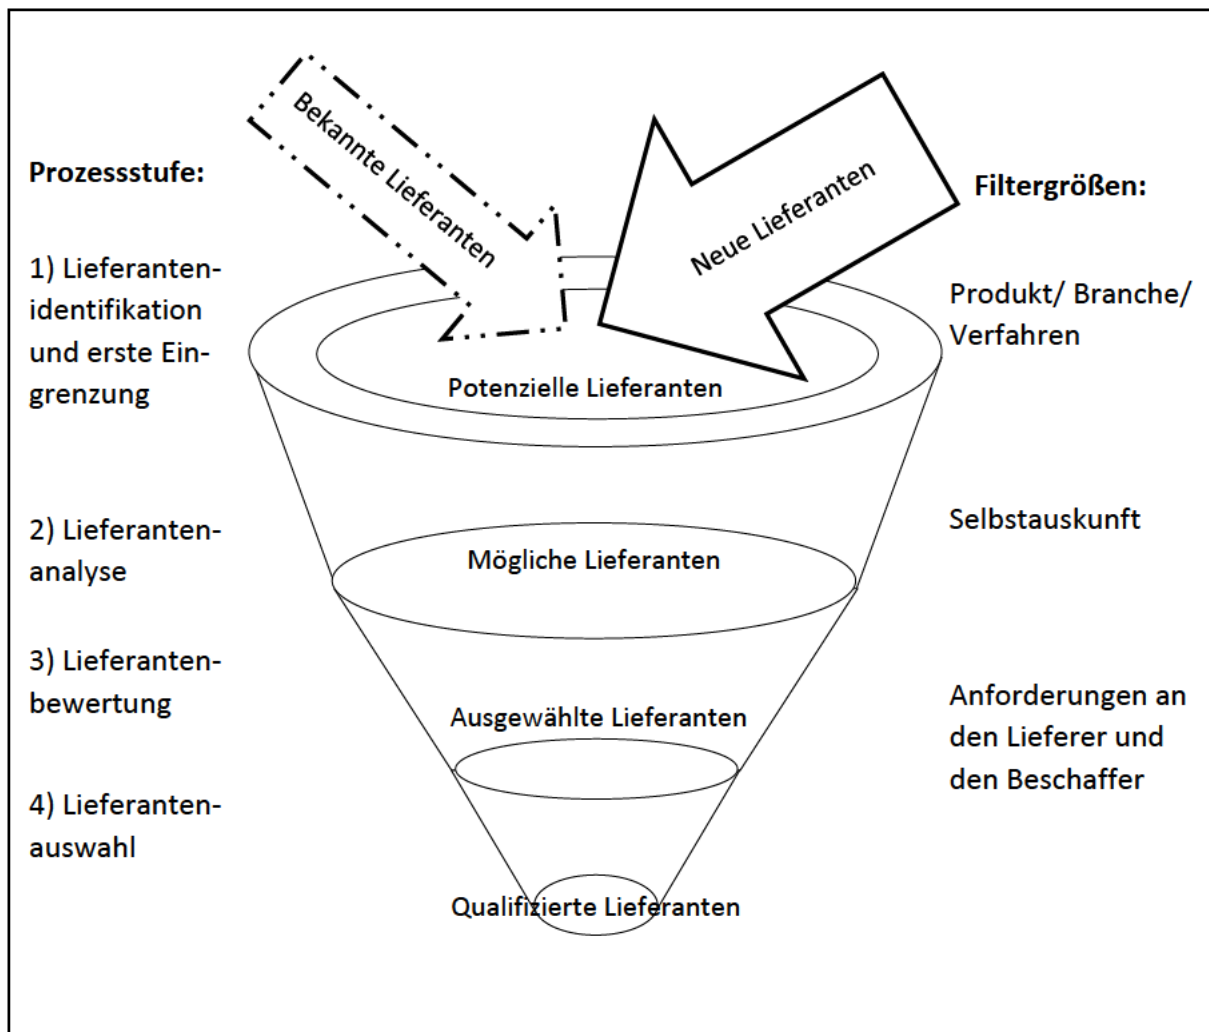 Bekannte Lieferanten
Neue Lieferanten
Prozessstufe:
1) Lieferanten-
identifikation
und erste Ein-
grenzung
2) Lieferanten-
analyse
3) Lieferanten-
bewertung
4) Lieferanten-
auswahl
Potenzielle Lieferanten
Mögliche Lieferanten
Ausgewählte Lieferanten
Qualifizierte Lieferanten
Filtergrößen:
Produkt/ Branche/
Verfahren
Selbstauskunft
Anforderungen an
den Lieferer und
den Beschaffer